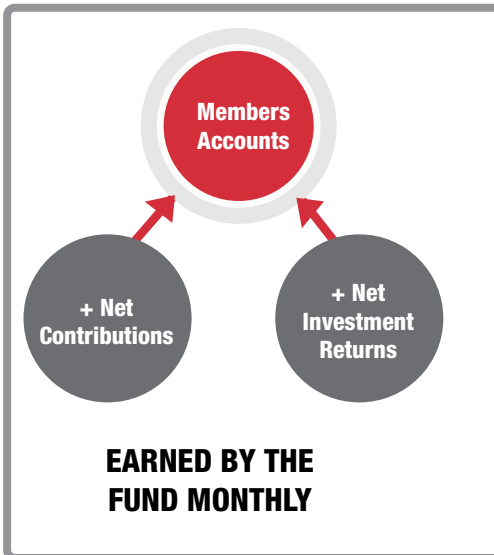 Members
Accounts
+ Net
Contributions
+ Net
Investment
Returns
EARNED BY THE
FUND MONTHLY